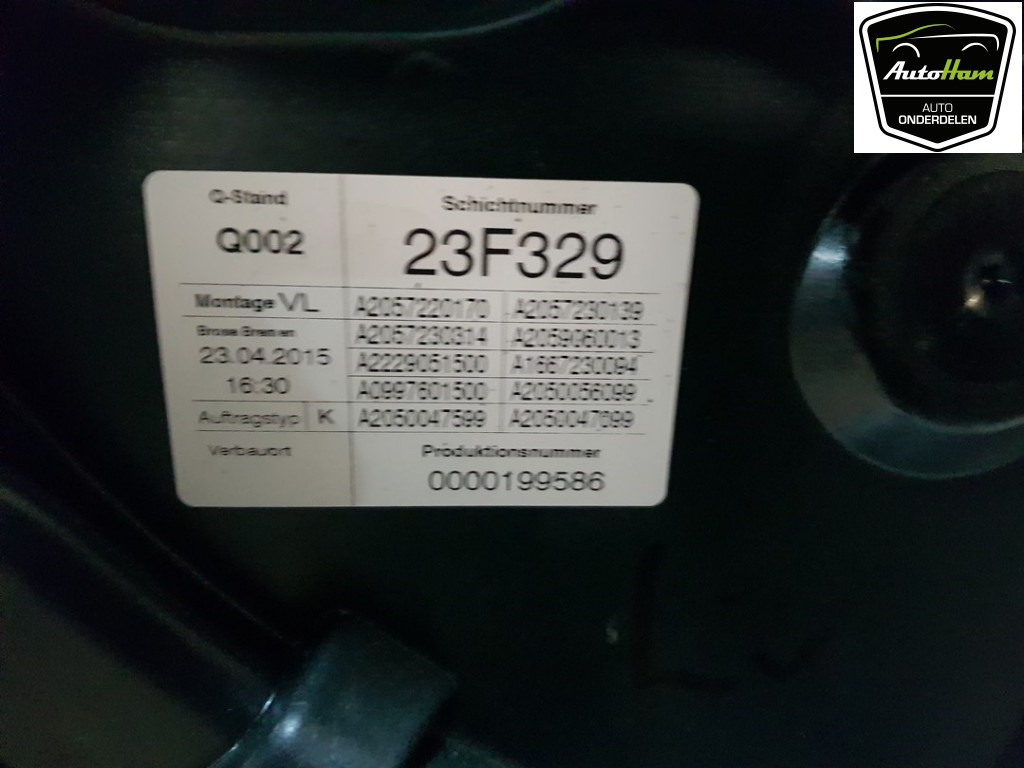 AutoHam
AUTO
ONDERDELEN
Q-Stand
Schichtnummer
Q002
23F329
Montage VL
A2057220170 A2057230139
Brose Bremen
A2057230314 A2059060013
23.04.2015
A2229051500 A1667230094
16:30
A0997601500 A2050056099
Auftragstyp K
A2050047599 A2050047699
Verbauort
Produktionsnummer
0000199586